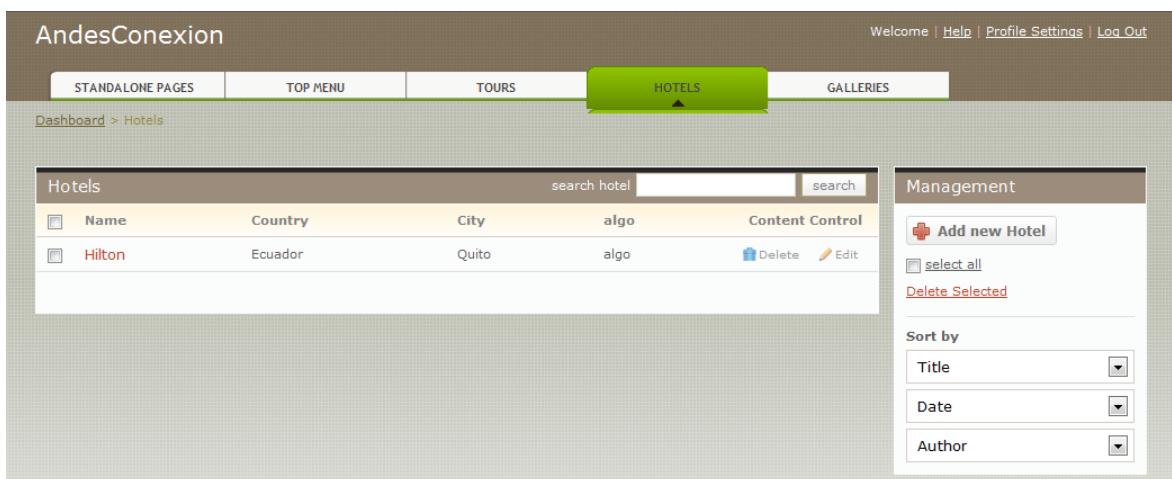 AndesConexion
Welcome | Help | Profile Settings | Log Out
STANDALONE PAGES TOP MENU TOURS HOTELS GALLERIES
Dashboard > Hotels
Hotels search hotel search
Name Country City algo Content Control
Hilton Ecuador Quito algo Delete Edit
Management
Add new Hotel
select all
Delete Selected
Sort by
Title
Date
Author